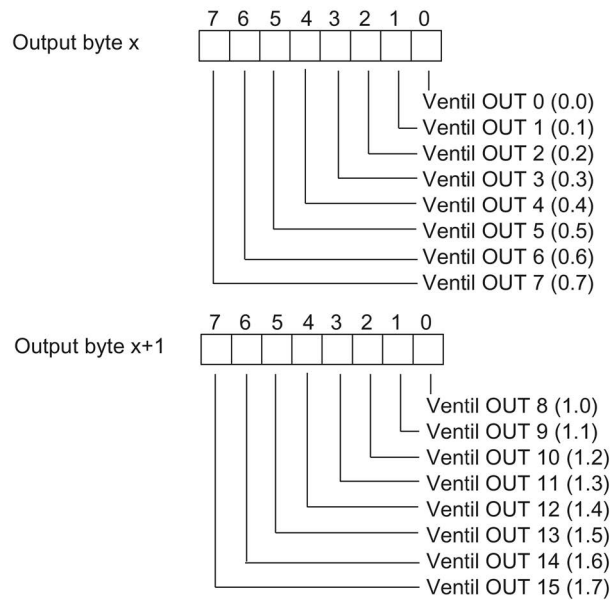 7 6 5 4 3 2 1 0
Output byte x
Ventil OUT 0 (0.0)
Ventil OUT 1 (0.1)
Ventil OUT 2 (0.2)
Ventil OUT 3 (0.3)
Ventil OUT 4 (0.4)
Ventil OUT 5 (0.5)
Ventil OUT 6 (0.6)
Ventil OUT 7 (0.7)
7 6 5 4 3 2 1 0
Output byte x+1
Ventil OUT 8 (1.0)
Ventil OUT 9 (1.1)
Ventil OUT 10 (1.2)
Ventil OUT 11 (1.3)
Ventil OUT 12 (1.4)
Ventil OUT 13 (1.5)
Ventil OUT 14 (1.6)
Ventil OUT 15 (1.7)